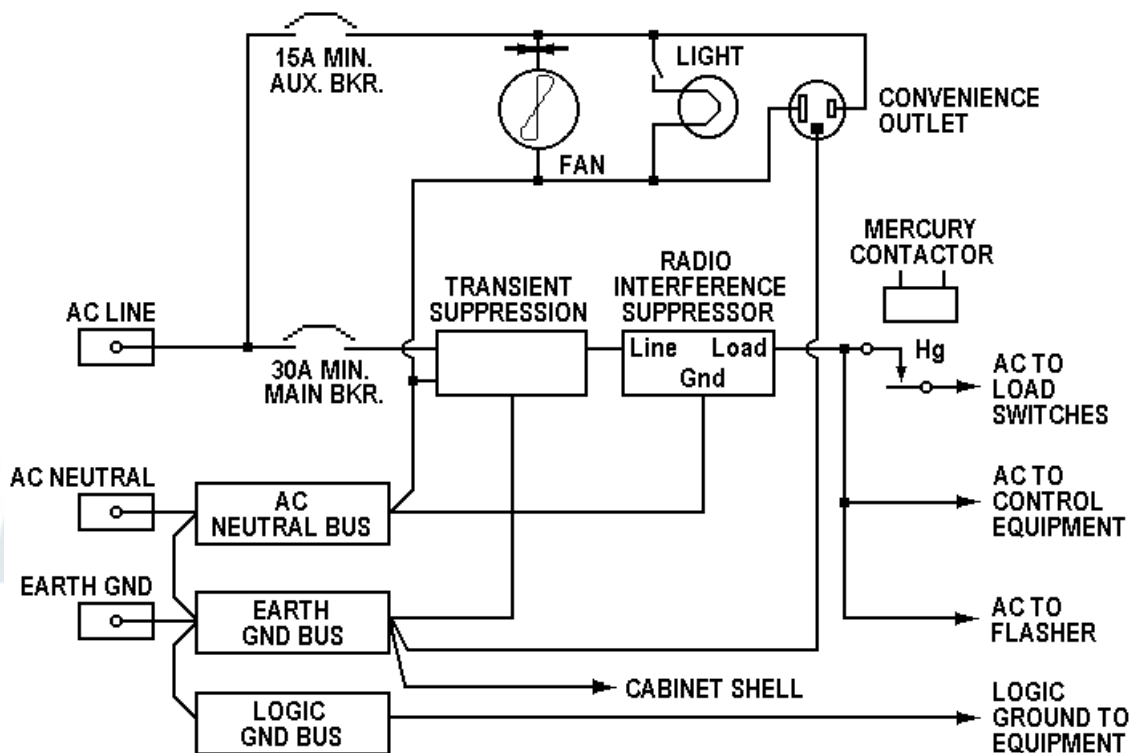 15A MIN.
AUX. BKR.
LIGHT
FAN
CONVENIENCE
OUTLET
MERCURY
CONTACTOR
AC LINE
30A MIN.
MAIN BKR.
TRANSIENT
SUPPRESSION
RADIO
INTERFERENCE
SUPPRESSOR
Line Load
Gnd
Hg
AC TO
LOAD
SWITCHES
AC NEUTRAL
AC
NEUTRAL BUS
AC TO
CONTROL
EQUIPMENT
EARTH GND
EARTH
GND BUS
AC TO
FLASHER
CABINET SHELL
LOGIC
GND BUS
LOGIC
GROUND TO
EQUIPMENT